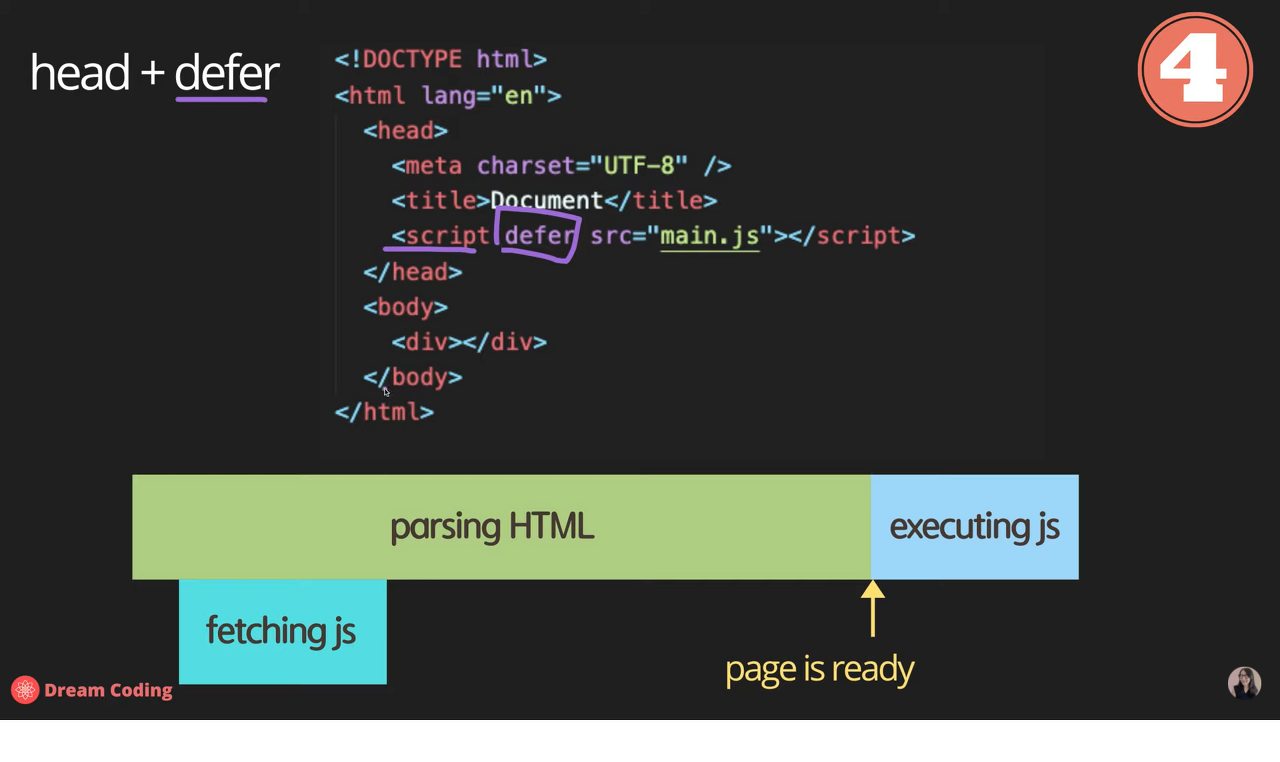 head + defer
4
<!DOCTYPE html>
<html lang="en">
<head>
<meta charset="UTF-8" />
<title>Document</title>
<script defer src="main.js"></script>
</head>
<body>
<div></div>
</body>
</html>
parsing HTML
executing js
fetching js
page is ready
Dream Coding